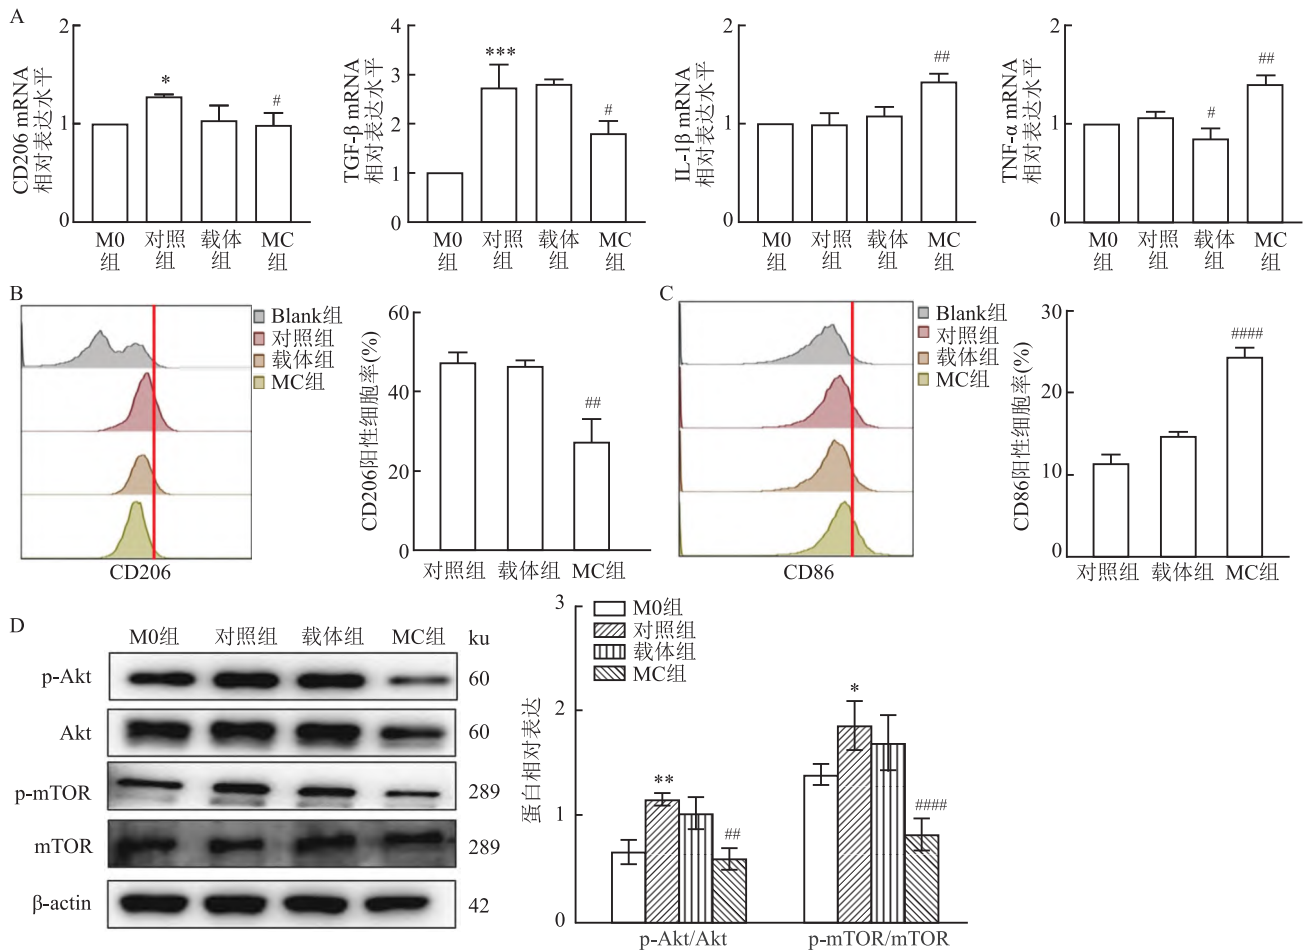 A
CD206 mRNA
相对表达水平
2
1
0
*
#
M0
组
对照
组
载体
组
MC
组
TGF-β mRNA
相对表达水平
4
3
2
1
0
***
#
M0
组
对照
组
载体
组
MC
组
IL-1β mRNA
相对表达水平
2
1
0
##
M0
组
对照
组
载体
组
MC
组
TNF-α mRNA
相对表达水平
2
1
0
#
##
M0
组
对照
组
载体
组
MC
组
B
Blank组
对照组
载体组
MC组
CD206
CD206阳性细胞率(%)
60
40
20
0
##
对照组
载体组
MC组
C
Blank组
对照组
载体组
MC组
CD86
CD86阳性细胞率(%)
30
20
10
0
####
对照组
载体组
MC组
D
M0组 对照组 载体组 MC组 ku
p-Akt 60
Akt 60
p-mTOR 289
mTOR 289
β-actin 42
蛋白相对表达
3
2
1
0
M0组
对照组
载体组
MC组
**
##
*
####
p-Akt/Akt
p-mTOR/mTOR